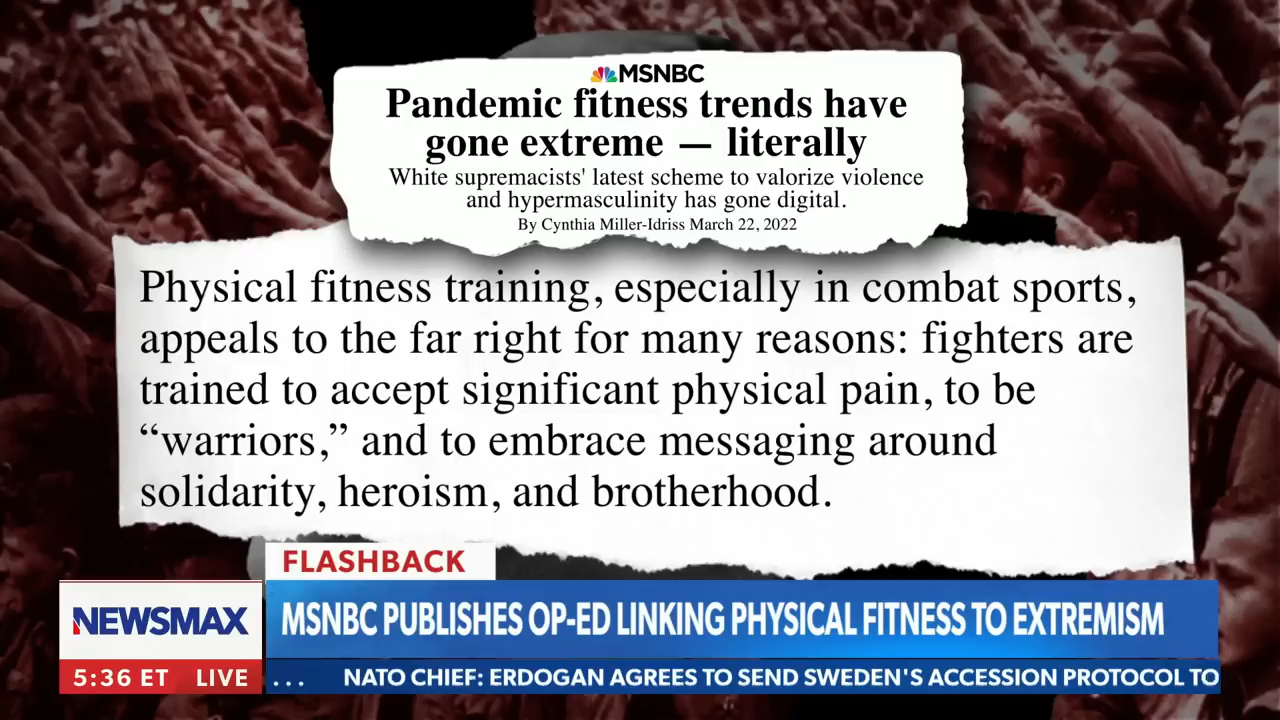 MSNBC
Pandemic fitness trends have
gone extreme — literally
White supremacists' latest scheme to valorize violence
and hypermasculinity has gone digital.
By Cynthia Miller-Idriss March 22, 2022
Physical fitness training, especially in combat sports,
appeals to the far right for many reasons: fighters are
trained to accept significant physical pain, to be
“warriors,” and to embrace messaging around
solidarity, heroism, and brotherhood.
FLASHBACK
NEWSMAX
MSNBC PUBLISHES OP-ED LINKING PHYSICAL FITNESS TO EXTREMISM
5:36 ET LIVE
... NATO CHIEF: ERDOGAN AGREES TO SEND SWEDEN'S ACCESSION PROTOCOL TO